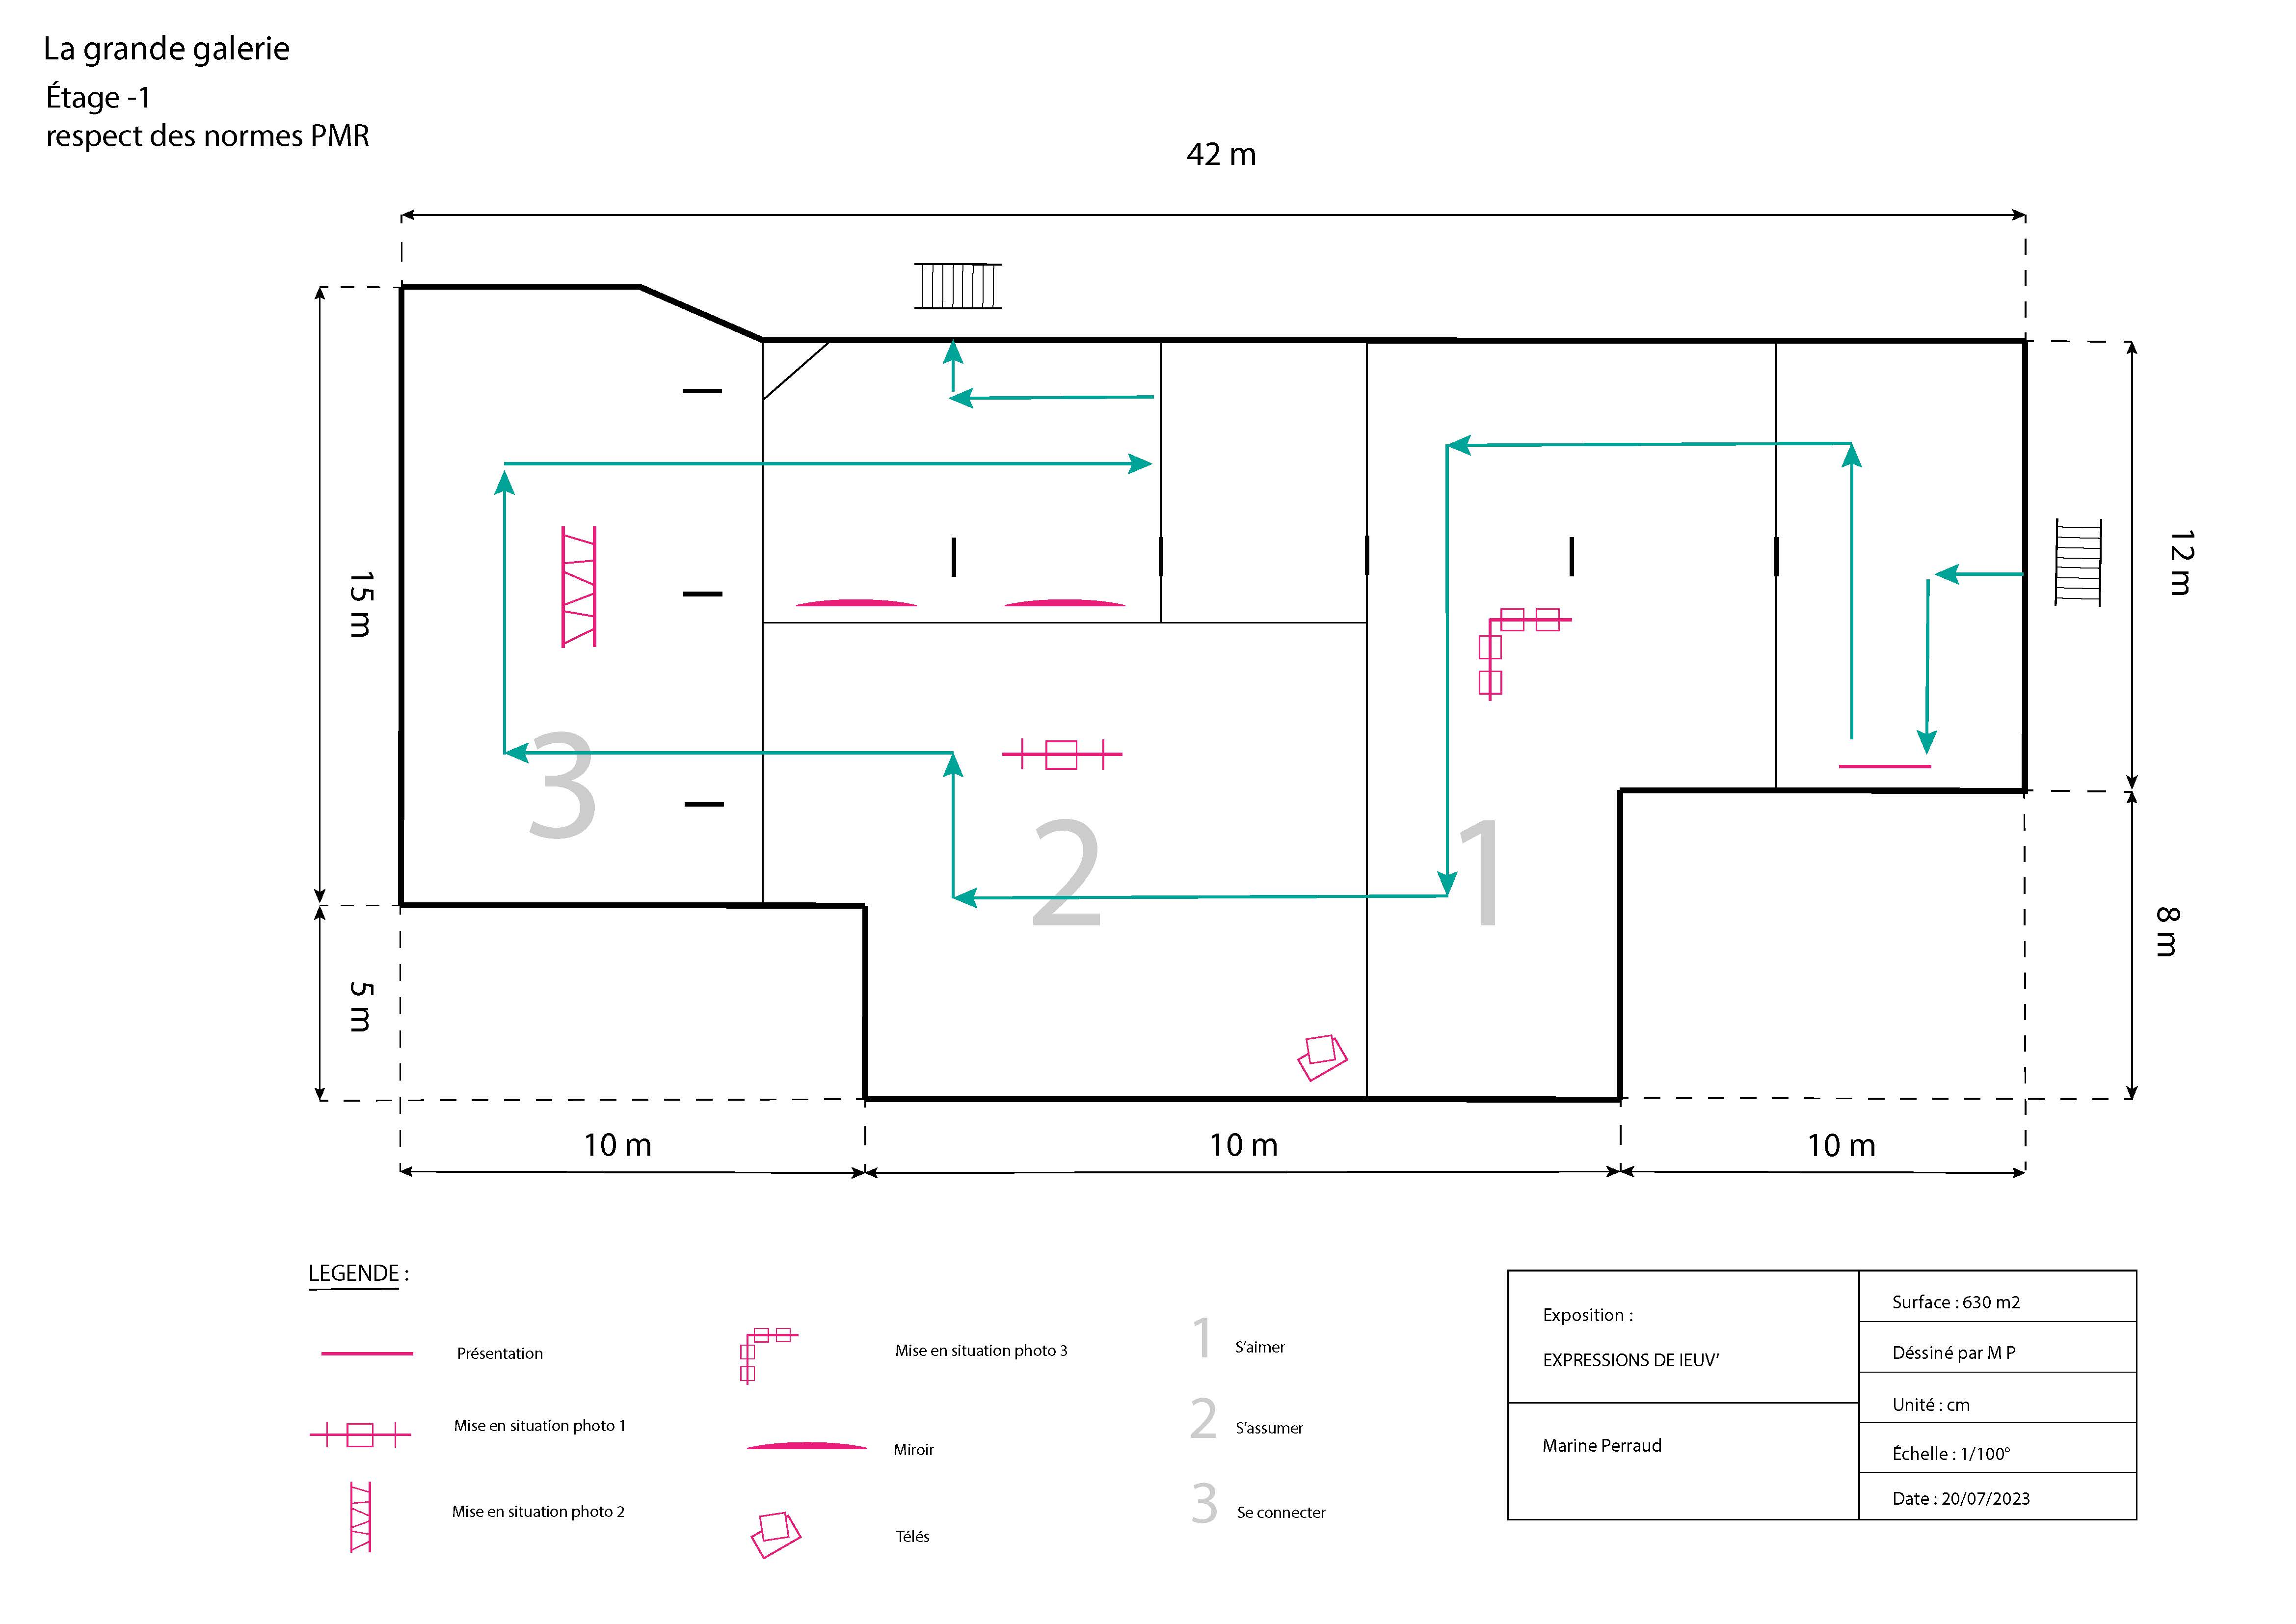 La grande galerie
Étage -1
respect des normes PMR
42 m
15 m
12 m
3
2
1
8 m
5 m
10 m
10 m
10 m
LEGENDE :
Présentation
Mise en situation photo 1
Mise en situation photo 2
Mise en situation photo 3
Miroir
Télés
1 S’aimer
2 S’assumer
3 Se connecter
Exposition :
EXPRESSIONS DE IEUV’
Marine Perraud
Surface : 630 m2
Déssiné par M P
Unité : cm
Échelle : 1/100°
Date : 20/07/2023